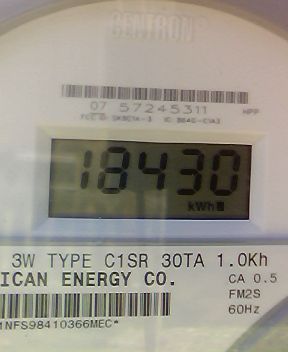 CENTRON
07 57245311
18430
kWh
3W TYPE C1SR 30TA 1.0Kh
ICAN ENERGY CO.
CA 0.5
FM2S
60Hz
1NFS98410366MEC*